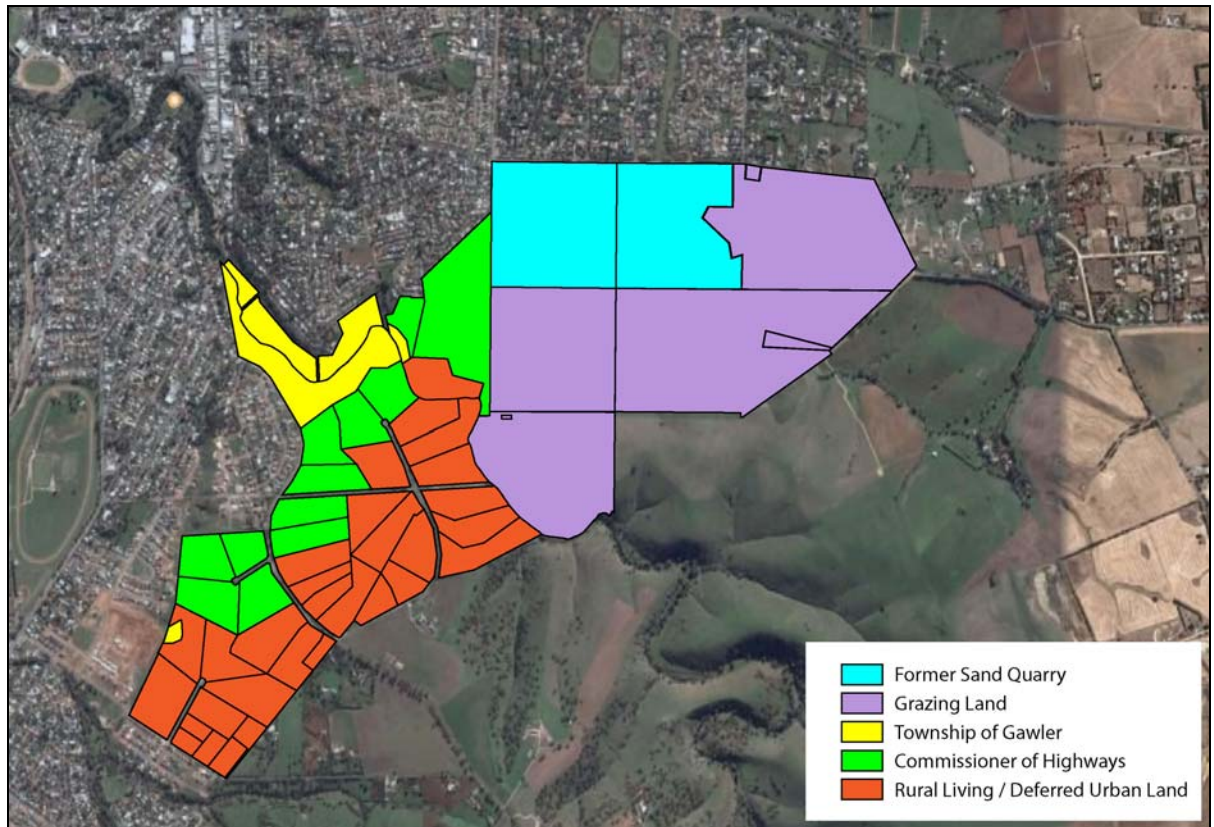 Former Sand Quarry
Grazing Land
Township of Gawler
Commissioner of Highways
Rural Living / Deferred Urban Land